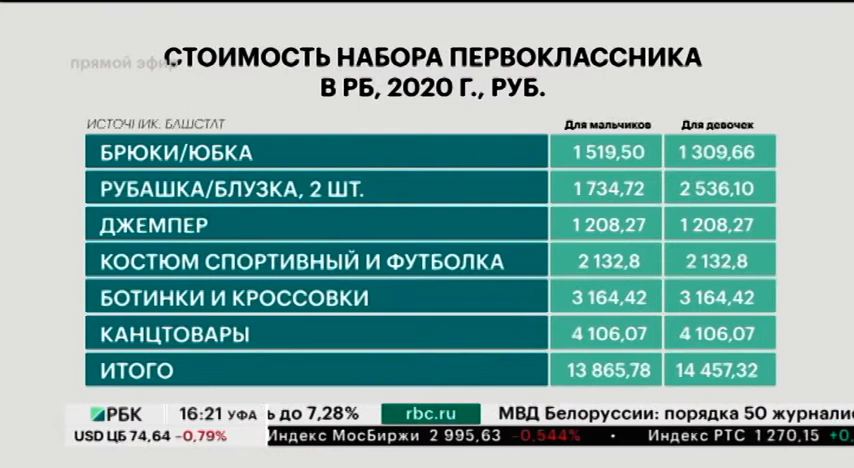 прямой эфир
СТОИМОСТЬ НАБОРА ПЕРВОКЛАССНИКА
В РБ, 2020 Г., РУБ.
ИСТОЧНИК: БАШСТАТ Для мальчиков Для девочек
БРЮКИ/ЮБКА 1 519,50 1 309,66
РУБАШКА/БЛУЗКА, 2 ШТ. 1 734,72 2 536,10
ДЖЕМПЕР 1 208,27 1 208,27
КОСТЮМ СПОРТИВНЫЙ И ФУТБОЛКА 2 132,8 2 132,8
БОТИНКИ И КРОССОВКИ 3 164,42 3 164,42
КАНЦТОВАРЫ 4 106,07 4 106,07
ИТОГО 13 865,78 14 457,32
РБК 16:21 УФА ь до 7,28% rbc.ru МВД Белоруссии: порядка 50 журналис
USD ЦБ 74,64 -0,79% Индекс МосБиржи 2 995,63 -0,544% • Индекс РТС 1 270,15 +0,